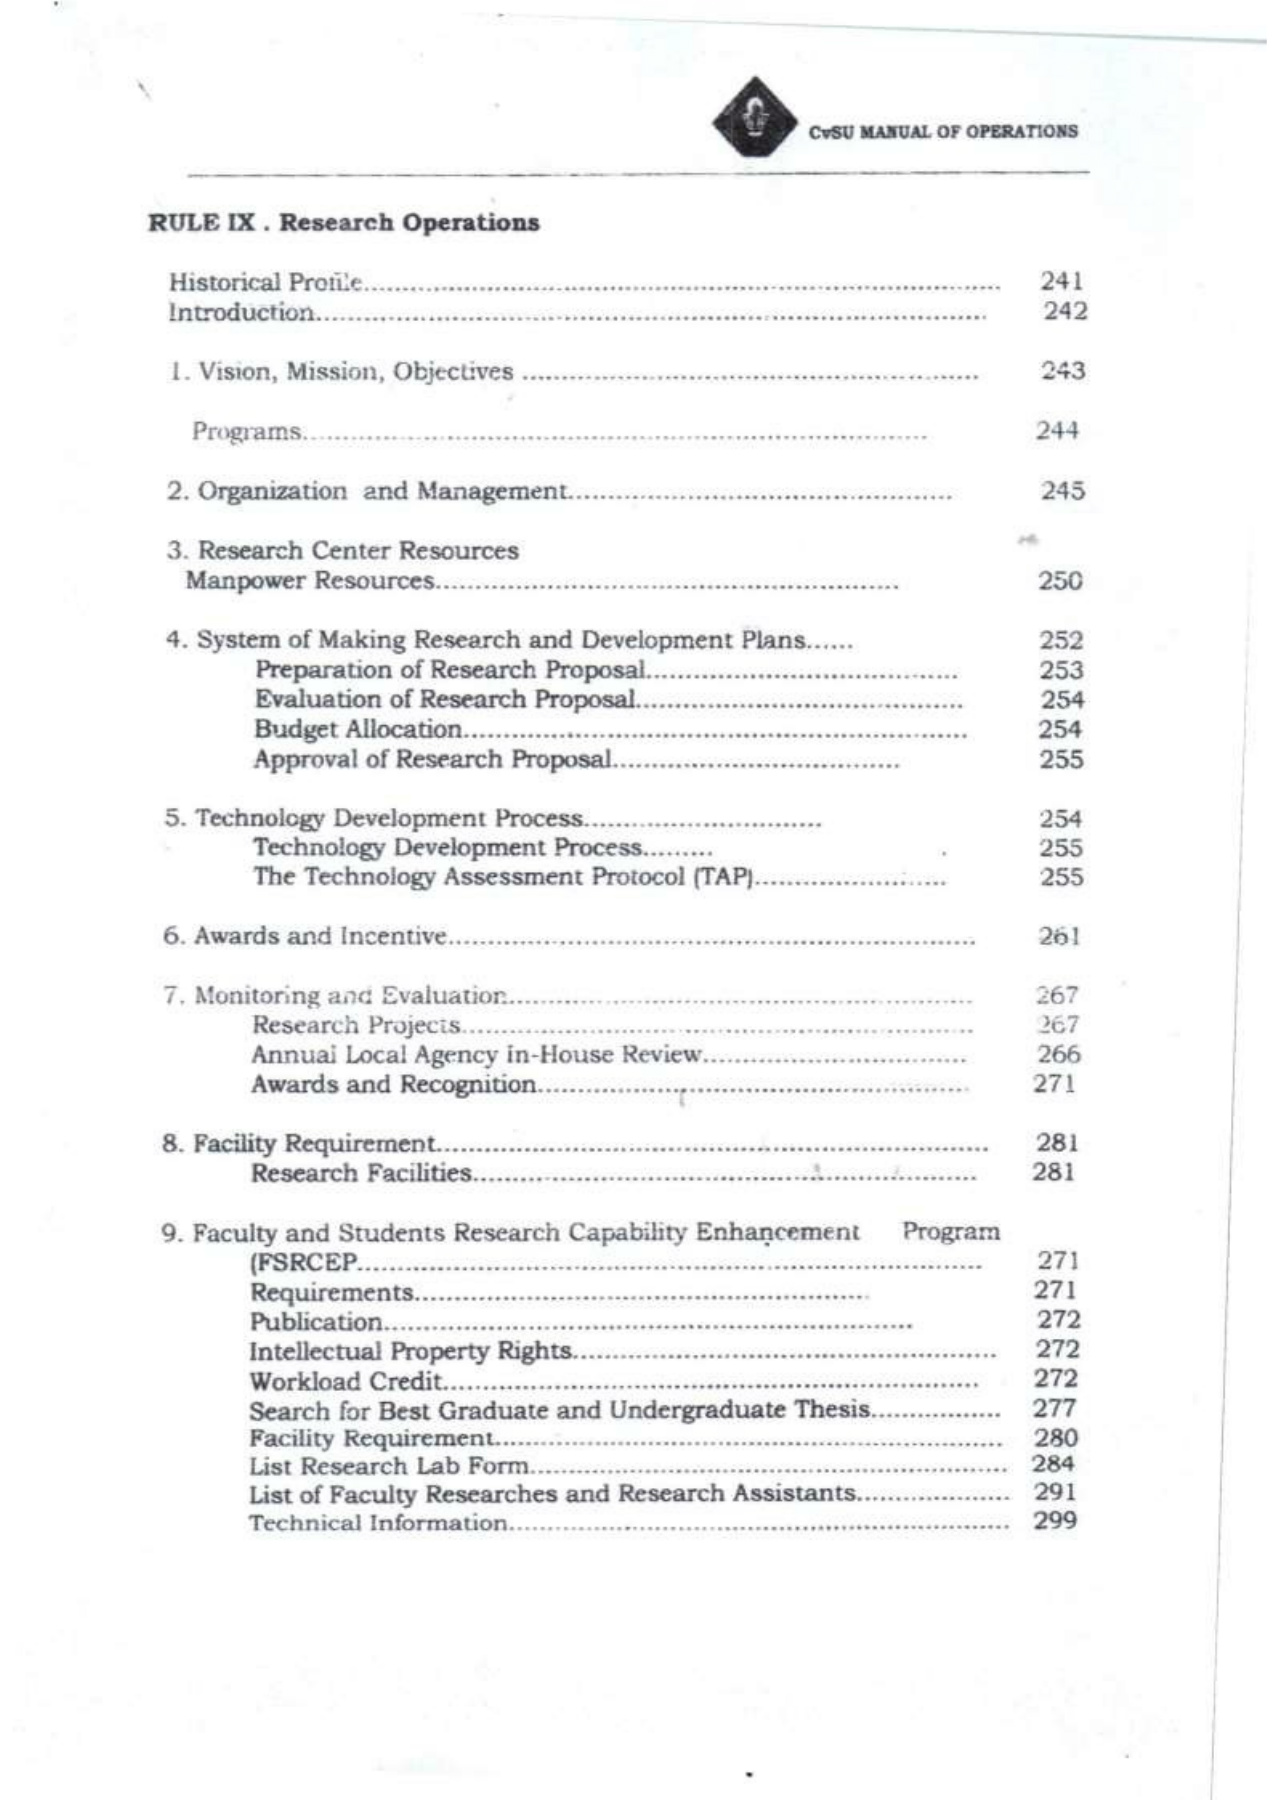 CvSU MANUAL OF OPERATIONS
RULE IX . Research Operations
Historical Profile........................................................................ 241
Introduction........................................................................ 242
1. Vision, Mission, Objectives ........................................................ 243
Programs........................................................................ 244
2. Organization and Management................................................ 245
3. Research Center Resources
Manpower Resources.......................................................... 250
4. System of Making Research and Development Plans...... 252
Preparation of Research Proposal....................................... 253
Evaluation of Research Proposal......................................... 254
Budget Allocation............................................................... 254
Approval of Research Proposal.................................... 255
5. Technology Development Process.............................. 254
Technology Development Process......... 255
The Technology Assessment Protocol (TAP)........................ 255
6. Awards and Incentive.................................................................. 261
7. Monitoring and Evaluation.......................................................... 267
Research Projects................................................................ 267
Annual Local Agency in-House Review................................. 266
Awards and Recognition...................................................... 271
8. Facility Requirement..................................................................... 281
Research Facilities............................................................... 281
9. Faculty and Students Research Capability Enhancement Program
(FSRCEP.............................................................................. 271
Requirements......................................................... 271
Publication.................................................................. 272
Intellectual Property Rights..................................................... 272
Workload Credit.................................................................... 272
Search for Best Graduate and Undergraduate Thesis................. 277
Facility Requirement................................................................ 280
List Research Lab Form............................................................ 284
List of Faculty Researches and Research Assistants................... 291
Technical Information............................................................... 299